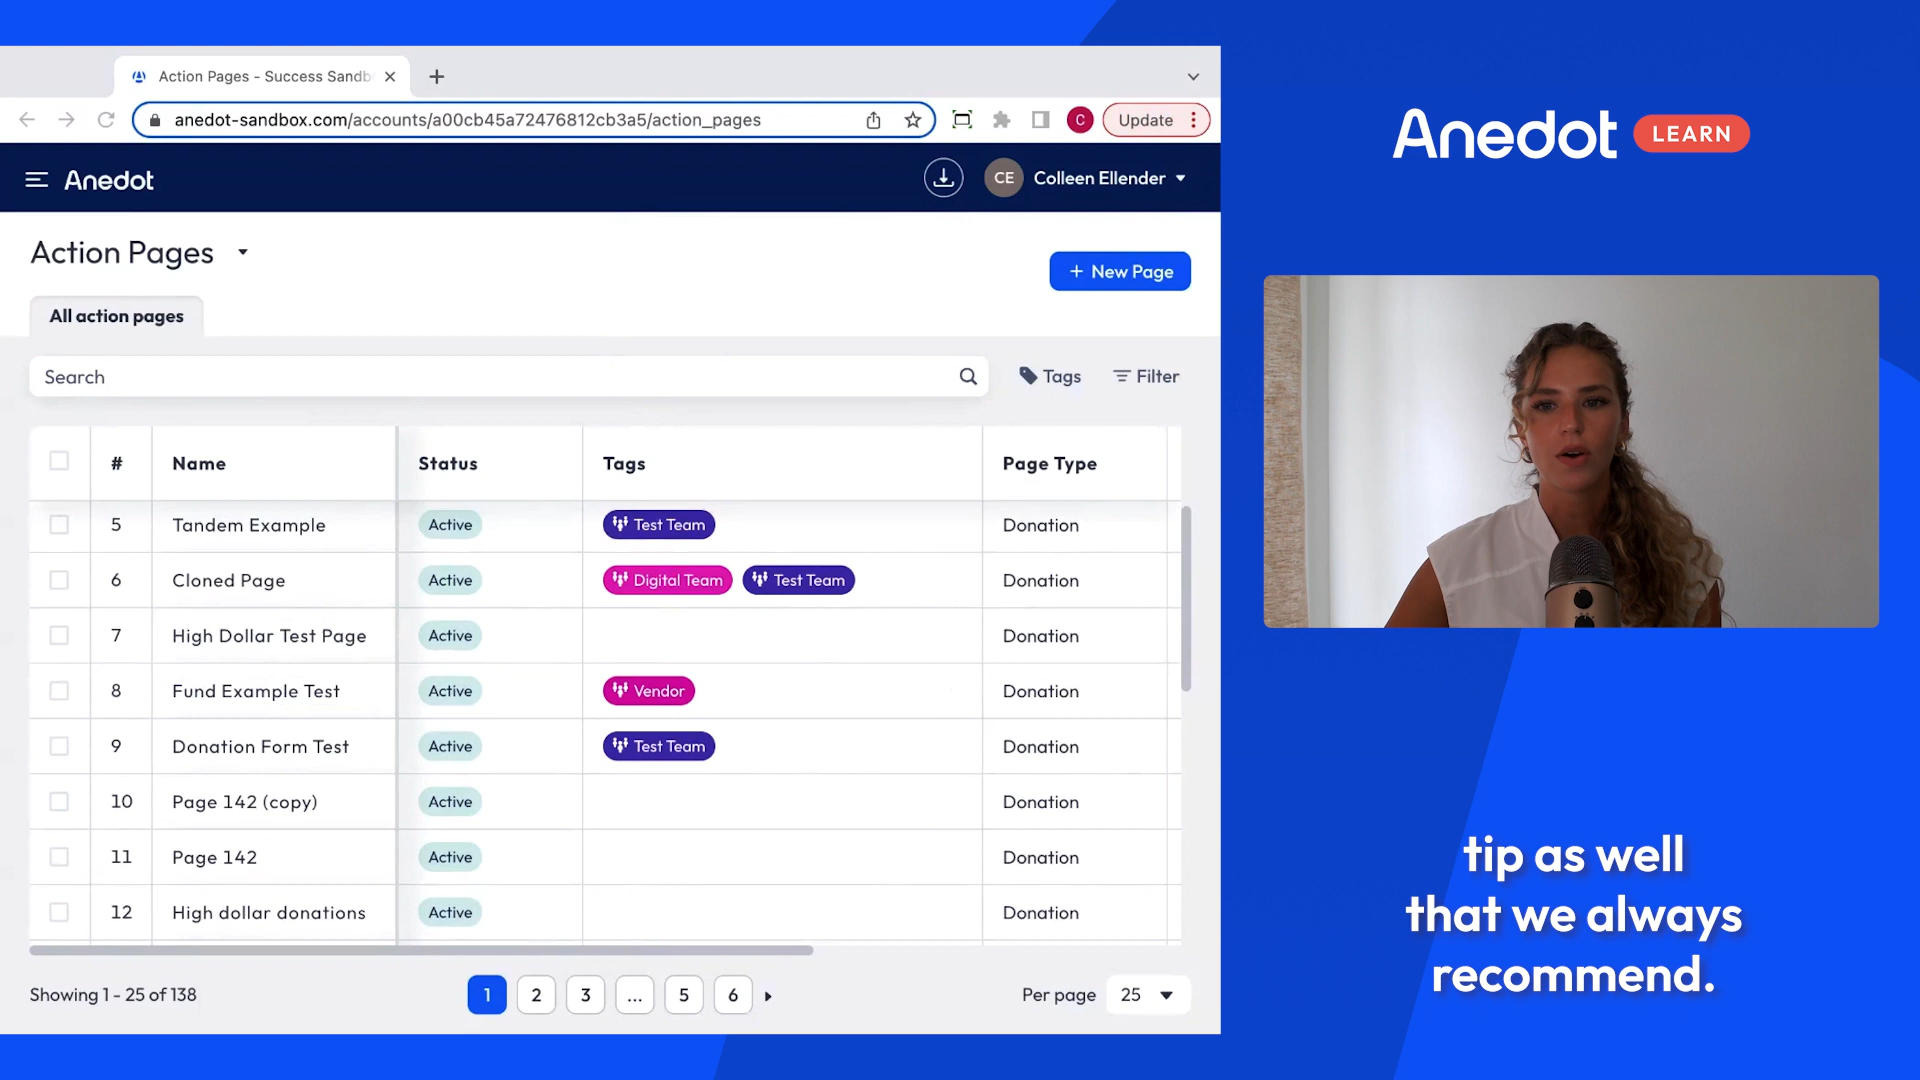 Action Pages - Success Sandb
anedot-sandbox.com/accounts/a00cb45a72476812cb3a5/action_pages
C
Update
Anedot
CE
Colleen Ellender
Action Pages
+ New Page
All action pages
Search
Tags
Filter
# Name Status Tags Page Type
5 Tandem Example Active Test Team Donation
6 Cloned Page Active Digital Team Test Team Donation
7 High Dollar Test Page Active Donation
8 Fund Example Test Active Vendor Donation
9 Donation Form Test Active Test Team Donation
10 Page 142 (copy) Active Donation
11 Page 142 Active Donation
12 High dollar donations Active Donation
Showing 1 - 25 of 138
1 2 3 ... 5 6
Per page 25
Anedot LEARN
tip as well
that we always
recommend.